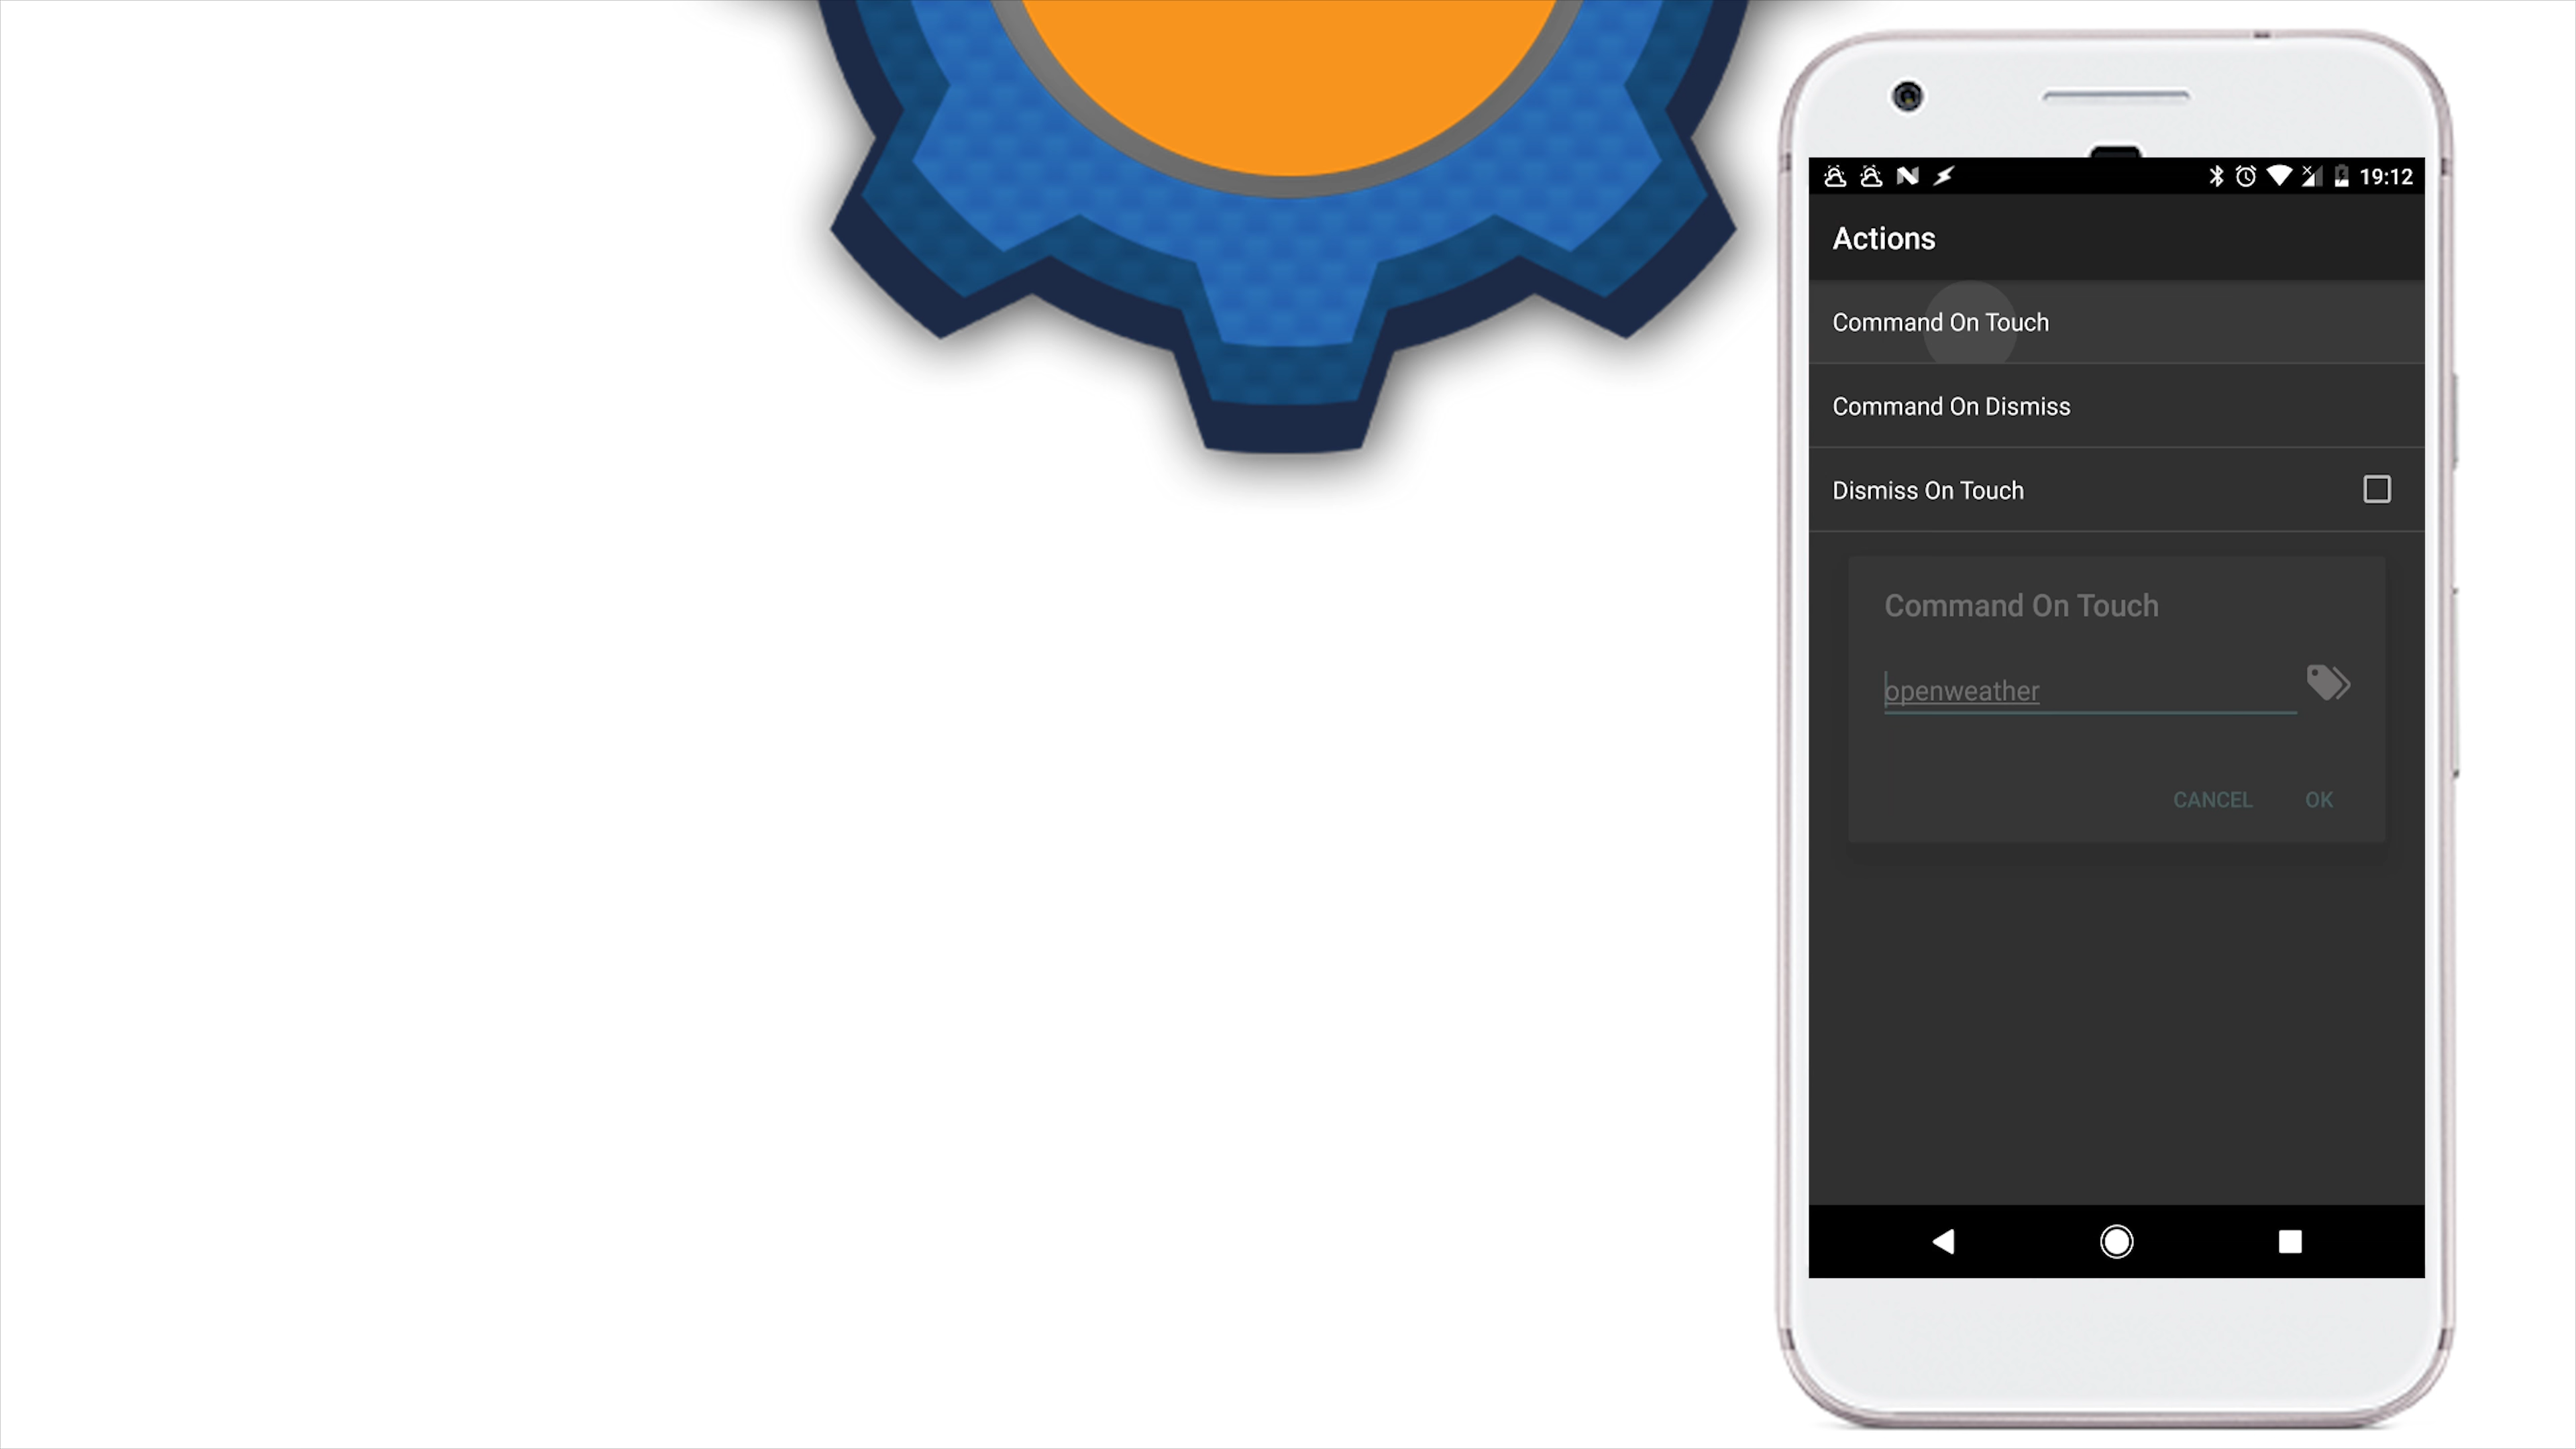 19:12
Actions
Command On Touch
Command On Dismiss
Dismiss On Touch
Command On Touch
openweather
CANCEL OK